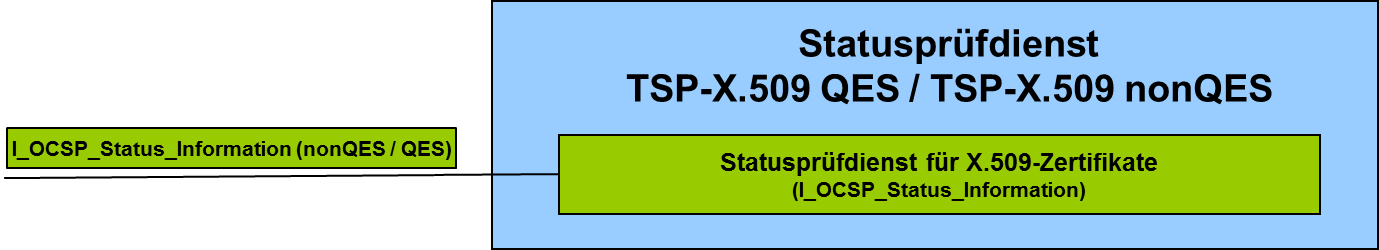 Statusprüfdienst
TSP-X.509 QES / TSP-X.509 nonQES
I_OCSP_Status_Information (nonQES / QES)
Statusprüfdienst für X.509-Zertifikate
(I_OCSP_Status_Information)